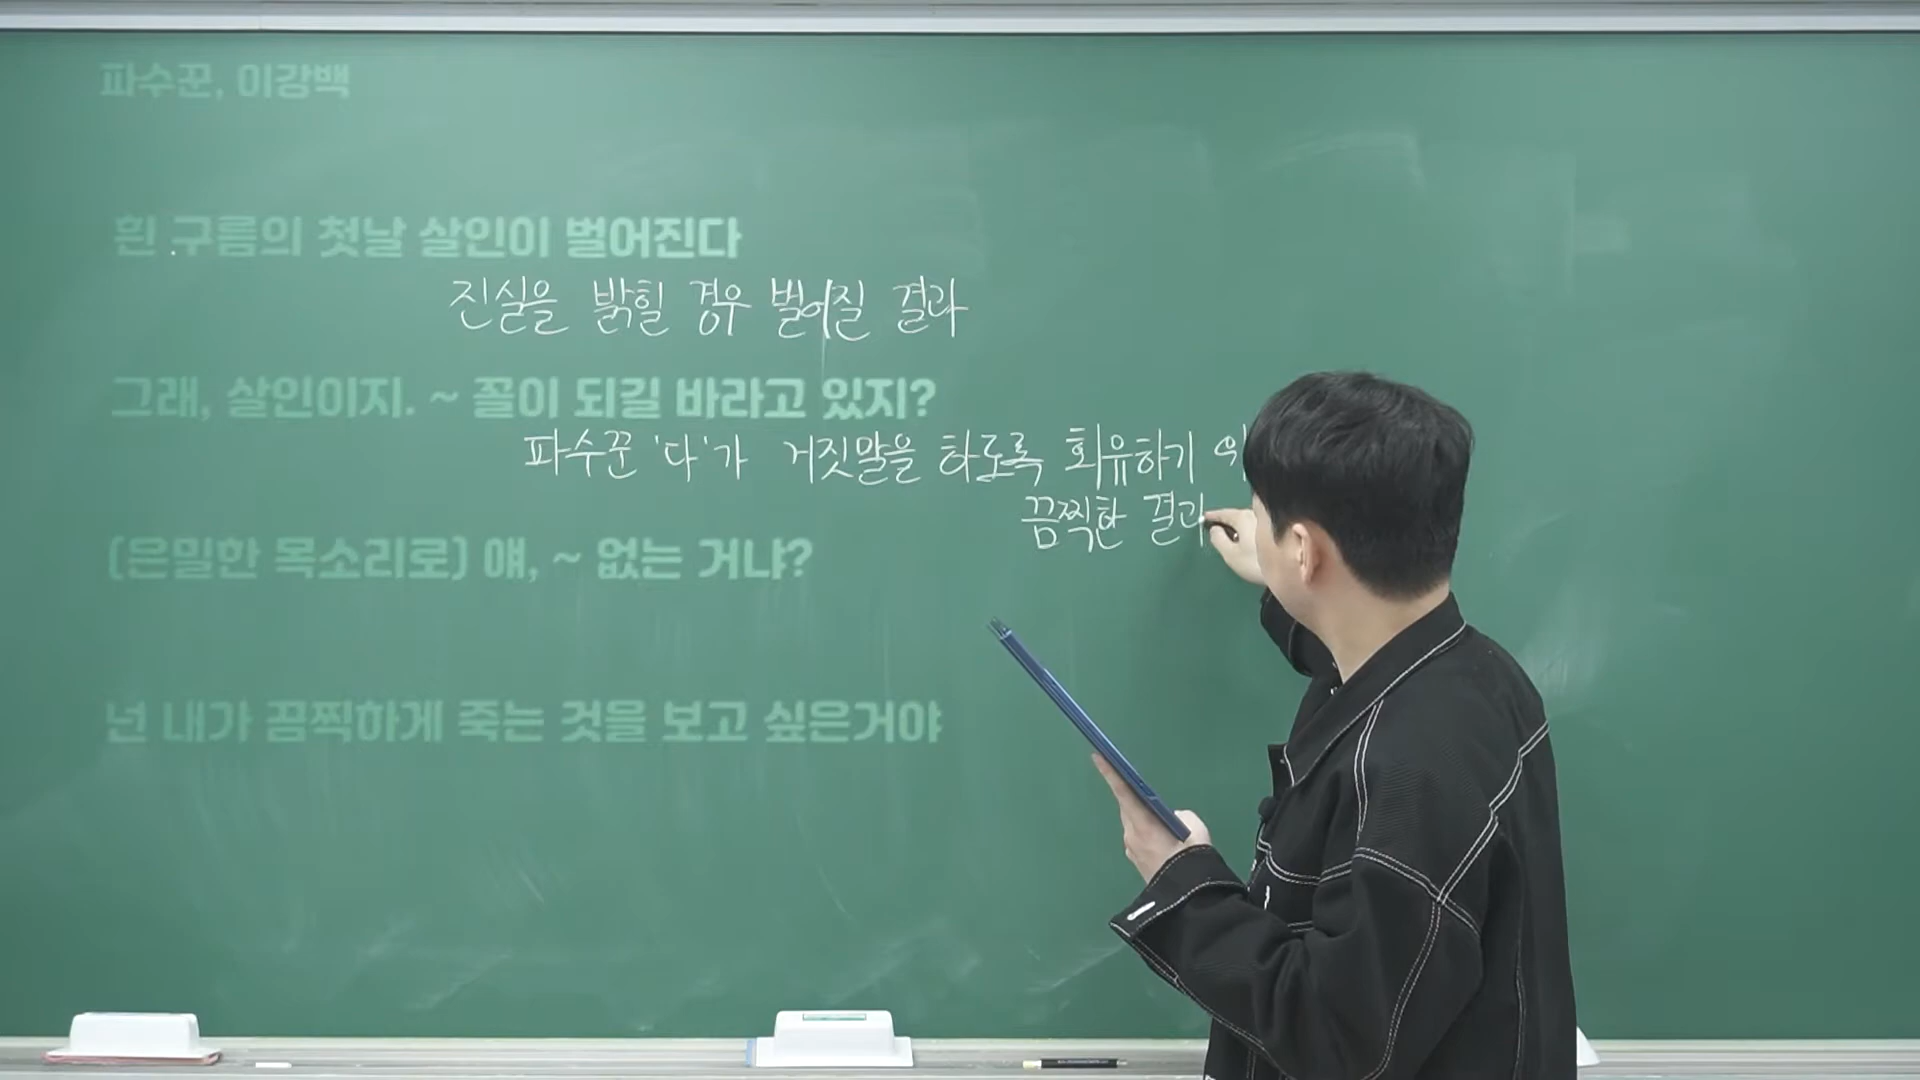 파수꾼, 이강백
흰 구름의 첫날 살인이 벌어진다
진실을 밝힐 경우 벌어질 결과
그래, 살인이지. ~ 꼴이 되길 바라고 있지?
파수꾼 '다'가 거짓말을 하도록 회유하기
끔찍한 결과
(은밀한 목소리로) 얘, ~ 없는 거냐?
넌 내가 끔찍하게 죽는 것을 보고 싶은거야